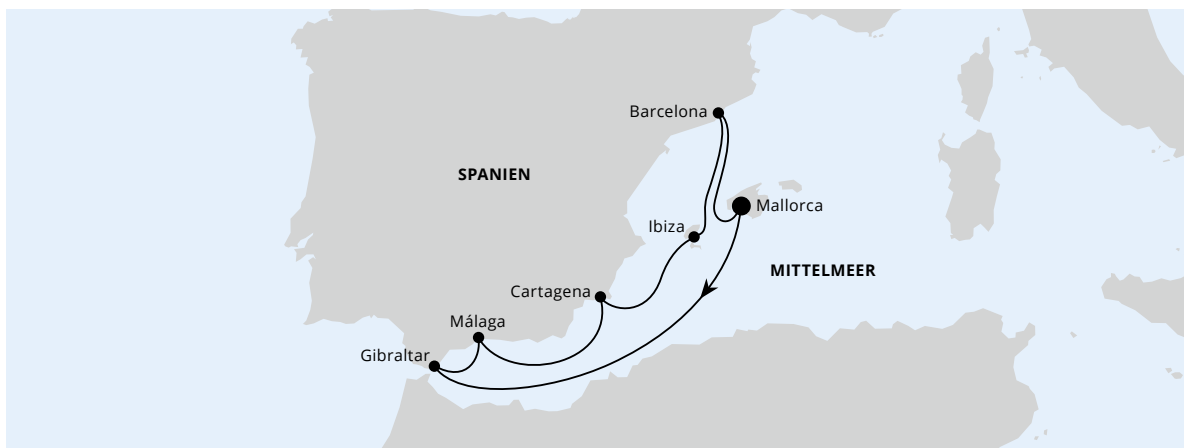 Barcelona
SPANIEN
Mallorca
Ibiza
MITTELMEER
Cartagena
Málaga
Gibraltar